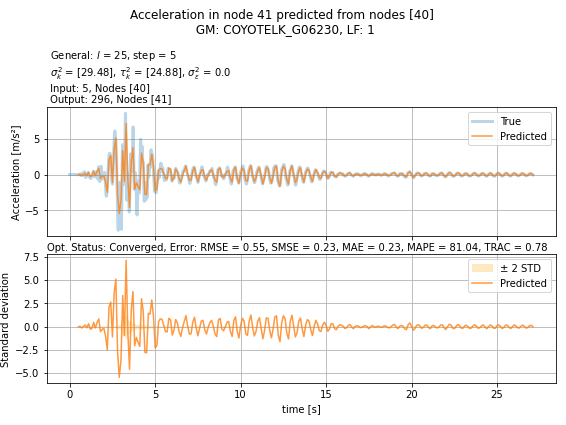 Acceleration in node 41 predicted from nodes [40]
GM: COYOTELK_G06230, LF: 1
General: l = 25, step = 5
σ²ₖ = [29.48], τ²ₖ = [24.88], σ²ε = 0.0
Input: 5, Nodes [40]
Output: 296, Nodes [41]
Acceleration [m/s²]
5
0
−5
True
Predicted
Opt. Status: Converged, Error: RMSE = 0.55, SMSE = 0.23, MAE = 0.23, MAPE = 81.04, TRAC = 0.78
Standard deviation
7.5
5.0
2.5
0.0
−2.5
−5.0
± 2 STD
Predicted
0 5 10 15 20 25
time [s]